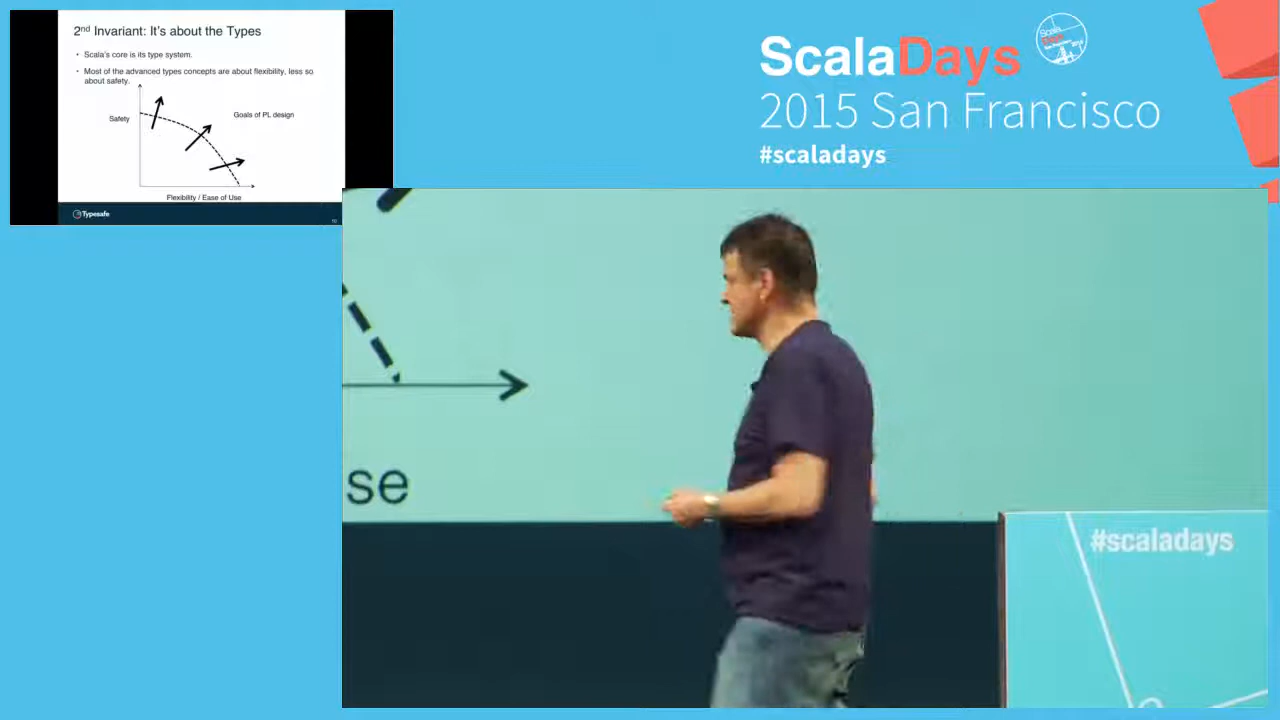 2nd Invariant: It's about the Types
• Scala's core is its type system.
• Most of the advanced types concepts are about flexibility, less so
about safety.
Safety
Goals of PL design
Flexibility / Ease of Use
Typesafe
ScalaDays
2015 San Francisco
#scaladays
se
#scaladays